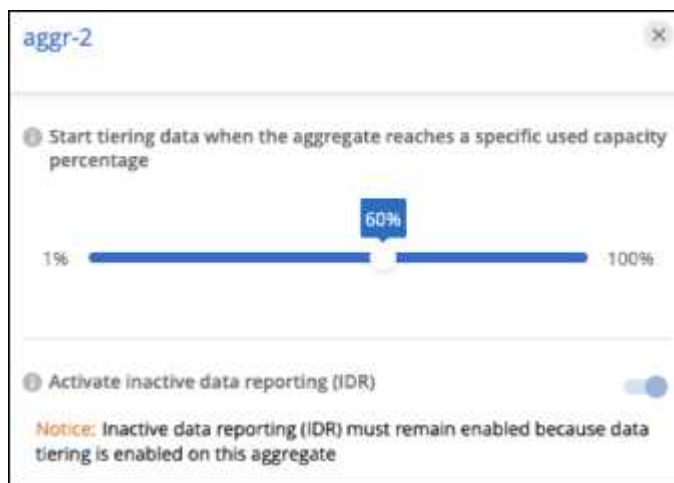 aggr-2
Start tiering data when the aggregate reaches a specific used capacity
percentage
60%
1%
100%
Activate inactive data reporting (IDR)
Notice: Inactive data reporting (IDR) must remain enabled because data
tiering is enabled on this aggregate